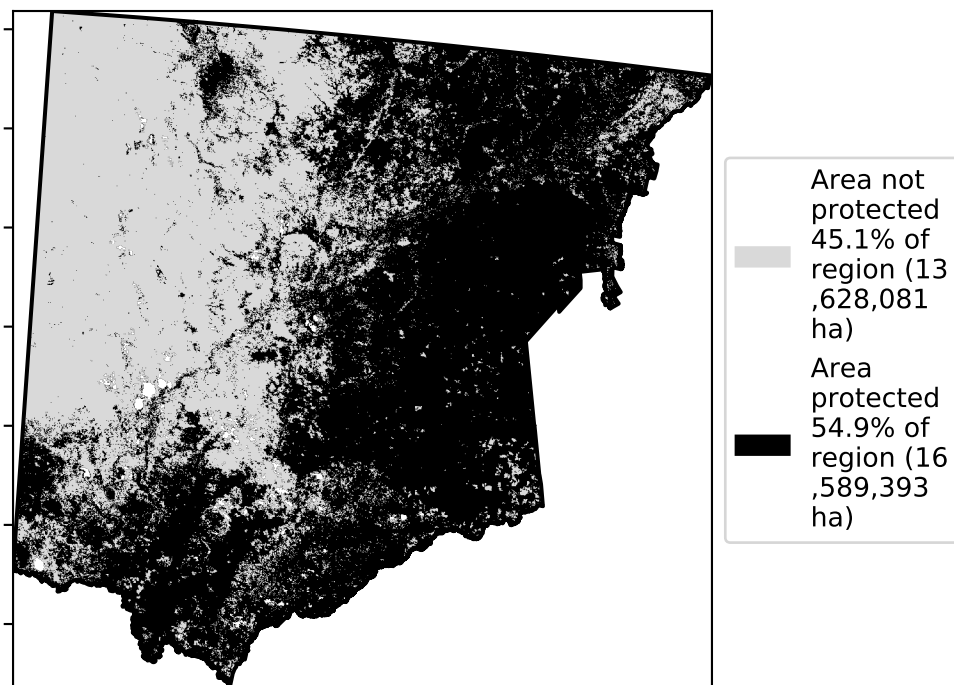 Area not
protected
45.1% of
region (13
,628,081
ha)
Area
protected
54.9% of
region (16
,589,393
ha)